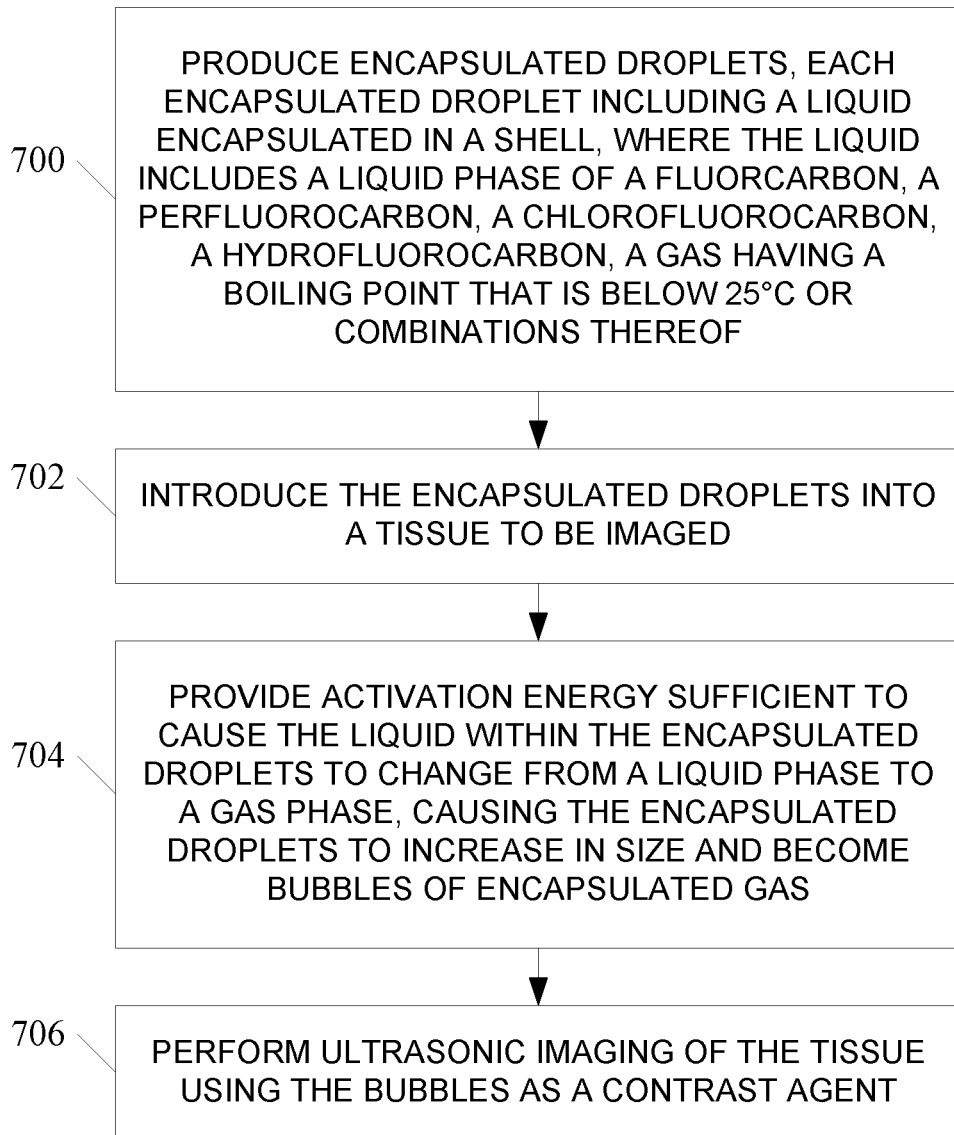 700
PRODUCE ENCAPSULATED DROPLETS, EACH
ENCAPSULATED DROPLET INCLUDING A LIQUID
ENCAPSULATED IN A SHELL, WHERE THE LIQUID
INCLUDES A LIQUID PHASE OF A FLUORCARBON, A
PERFLUOROCARBON, A CHLOROFLUOROCARBON,
A HYDROFLUOROCARBON, A GAS HAVING A
BOILING POINT THAT IS BELOW 25°C OR
COMBINATIONS THEREOF
702
INTRODUCE THE ENCAPSULATED DROPLETS INTO
A TISSUE TO BE IMAGED
704
PROVIDE ACTIVATION ENERGY SUFFICIENT TO
CAUSE THE LIQUID WITHIN THE ENCAPSULATED
DROPLETS TO CHANGE FROM A LIQUID PHASE TO
A GAS PHASE, CAUSING THE ENCAPSULATED
DROPLETS TO INCREASE IN SIZE AND BECOME
BUBBLES OF ENCAPSULATED GAS
706
PERFORM ULTRASONIC IMAGING OF THE TISSUE
USING THE BUBBLES AS A CONTRAST AGENT